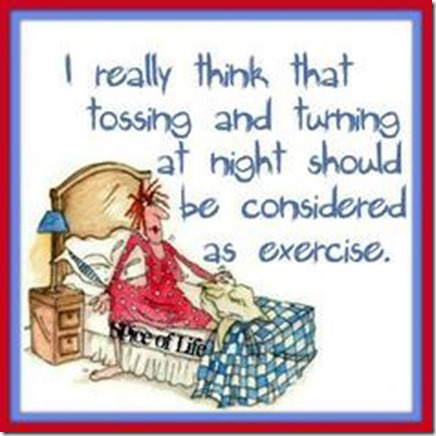 I really think that
tossing and turning
at night should
be considered
as exercise.
Spice of Life